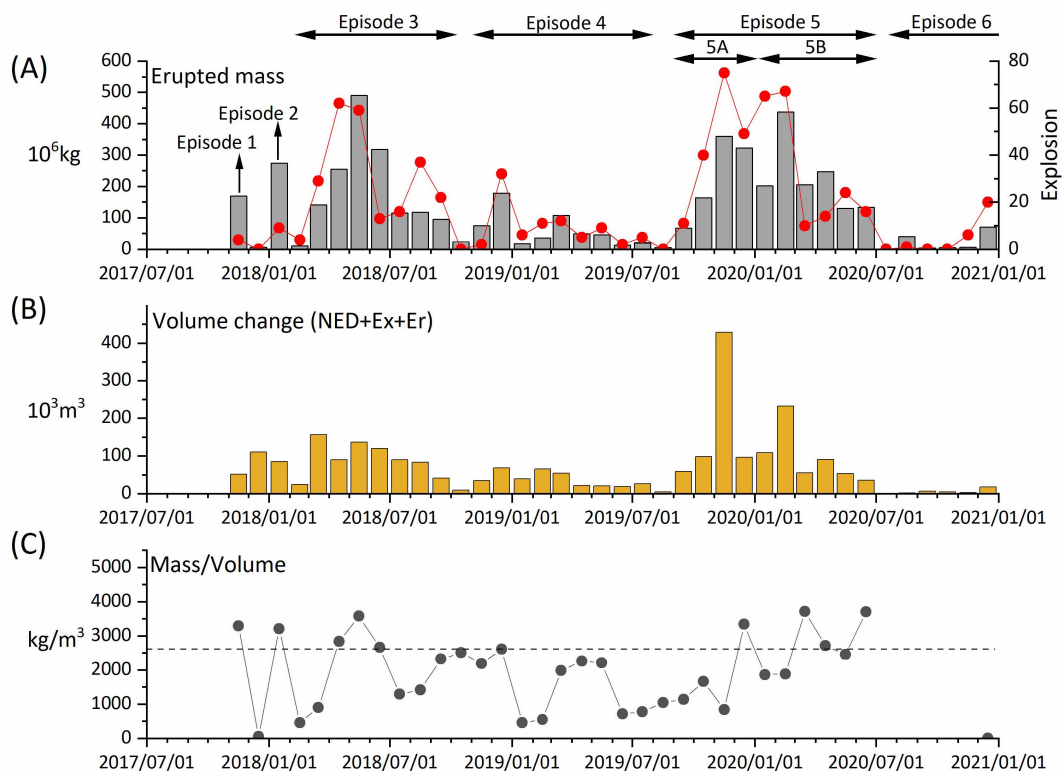 Episode 3 Episode 4 Episode 5 Episode 6
5A 5B
(A)
Erupted mass
Episode 1
Episode 2
10⁶kg
Explosion
600
500
400
300
200
100
0
80
60
40
20
0
2017/07/01 2018/01/01 2018/07/01 2019/01/01 2019/07/01 2020/01/01 2020/07/01 2021/01/01
(B)
Volume change (NED+Ex+Er)
10³m³
400
300
200
100
0
2017/07/01 2018/01/01 2018/07/01 2019/01/01 2019/07/01 2020/01/01 2020/07/01 2021/01/01
(C)
Mass/Volume
kg/m³
5000
4000
3000
2000
1000
0
2017/07/01 2018/01/01 2018/07/01 2019/01/01 2019/07/01 2020/01/01 2020/07/01 2021/01/01